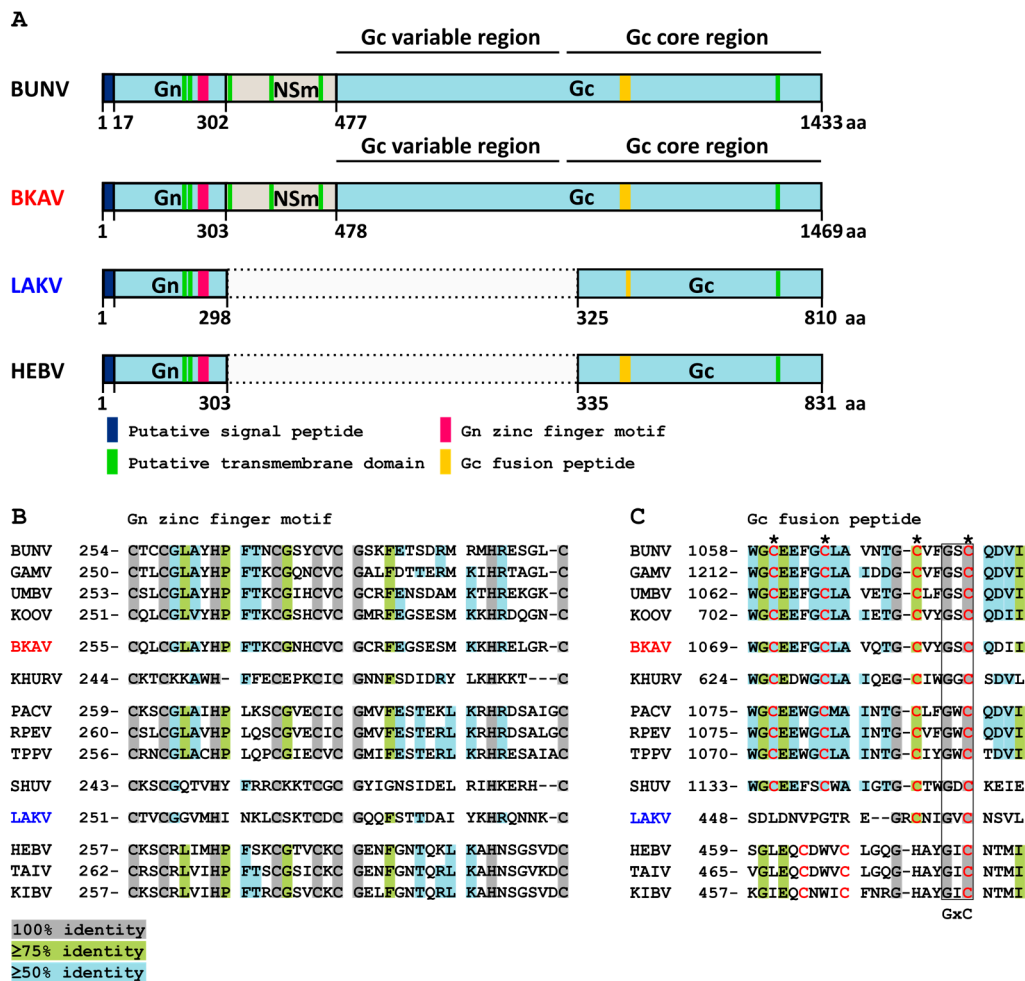 A
Gc variable region Gc core region
BUNV Gn NSm Gc
1 17 302 477 1433 aa
Gc variable region Gc core region
BKAV Gn NSm Gc
1 303 478 1469 aa
LAKV Gn Gc
1 298 325 810 aa
HEBV Gn Gc
1 303 335 831 aa
Putative signal peptide Gn zinc finger motif
Putative transmembrane domain Gc fusion peptide
B Gn zinc finger motif
BUNV 254- CTCCGLAYHP FTNCGSYCVC GSKFETSDRM RMHRESGL-C
GAMV 250- CTLCGLAYHP FTKCGQNCVC GALFDTTERM KIHRTAGL-C
UMBV 253- CSLCGLAYHP FTKCGIHCVC GCRFENSDAM KTHREKGK-C
KOOV 251- CQLCGLVYHP FTKCGTHCVC GMRFEGSESM KKHRDQGN-C
BKAV 255- CQLCGLAYHP FTKCGNHCVC GCRFEGSESM KKHRELGR-C
KHURV 244- CKTCKKAWH- FFECEPKCIC GNNFSDIDRY LKHKKT---C
PACV 259- CKSCGLAIHP LKSCGVECIC GMVFESTEKL KRHRDSAIGC
RPEV 260- CSLCGLAVHP LQSCGVECIC GMVFESTERL KRHRDSALGC
TPPV 256- CRNCGLACHP LQPCGIEVCV GMIFESTERL KRHRESAIAC
SHUV 243- CKSCGQTVHY FRRCKKTCGC GYIGNSIDEL RIHKERH--C
LAKV 251- CTVCGGVMHI NKLCSKTCDC GQQFSTTDAI YKHRQNNK-C
HEBV 257- CKSCRLIMHP FSKCGTVCKC GENFGNTQKL KAHNSGSVDC
TAIV 262- CRSCRLVIHP FTSCGSICKC GENFGNTQRL KAHNSGVKDC
KIBV 257- CKSCRLVIHP FTRCGSVCKC GELFGNTQRL KAHNSGSVDC
100% identity
≥75% identity
≥50% identity
C Gc fusion peptide
* * * *
BUNV 1058- WGCEEFGCLA VNTG-CVFGSC QDVI
GAMV 1212- WGCEEFGCLA IDDG-CVFGSC QDVI
UMBV 1062- WGCEEFGCLA VETG-CLFGSC QDVI
KOOV 702- WGCEEFGCLA VETG-CVYGSC QDVI
BKAV 1069- WGCEEFGCLA VQTG-CVYGSC QDII
KHURV 624- WGCEDWGCLA IQEG-CIWGGC SDVL
PACV 1075- WGCEEWGCMA INTG-CLFGWC QDVI
RPEV 1075- WGCEEWGCLA INTG-CVFGWC QDVI
TPPV 1070- WGCEEWGCLA INTG-CIYGWC TDVI
SHUV 1133- WGCEEFSCWA IGTG-CTWGDC KEIE
LAKV 448- SDLDNVPGTR E--GRCNIGVC NSVL
HEBV 459- SGLEQCDWVC LGQG-HAYGIC NTMI
TAIV 465- VGLEQCDWVC LGQG-HAYGIC NTMI
KIBV 457- KGIEQCNWIC FNRG-HAYGIC NTMI
GxC